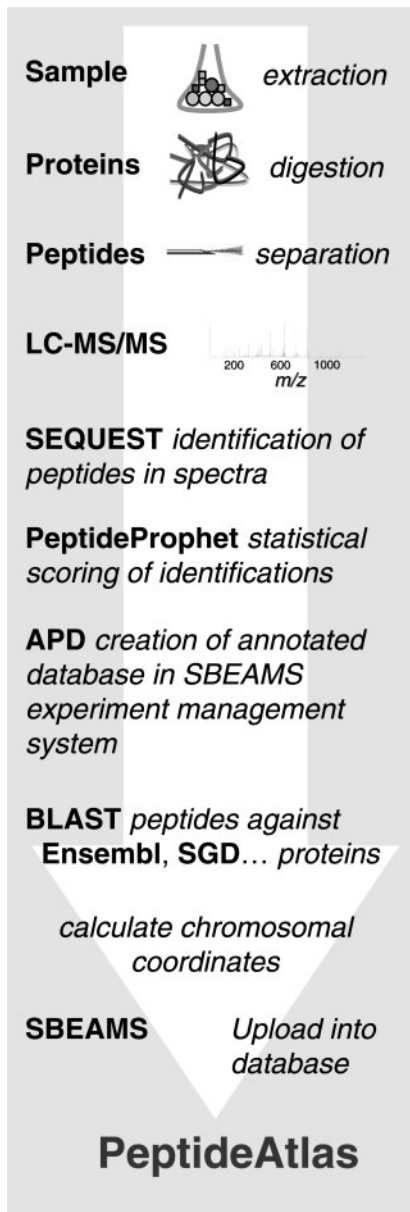 Sample extraction
Proteins digestion
Peptides separation
LC-MS/MS
200 600 1000
m/z
SEQUEST identification of
peptides in spectra
PeptideProphet statistical
scoring of identifications
APD creation of annotated
database in SBEAMS
experiment management
system
BLAST peptides against
Ensembl, SGD... proteins
calculate chromosomal
coordinates
SBEAMS Upload into
database
PeptideAtlas